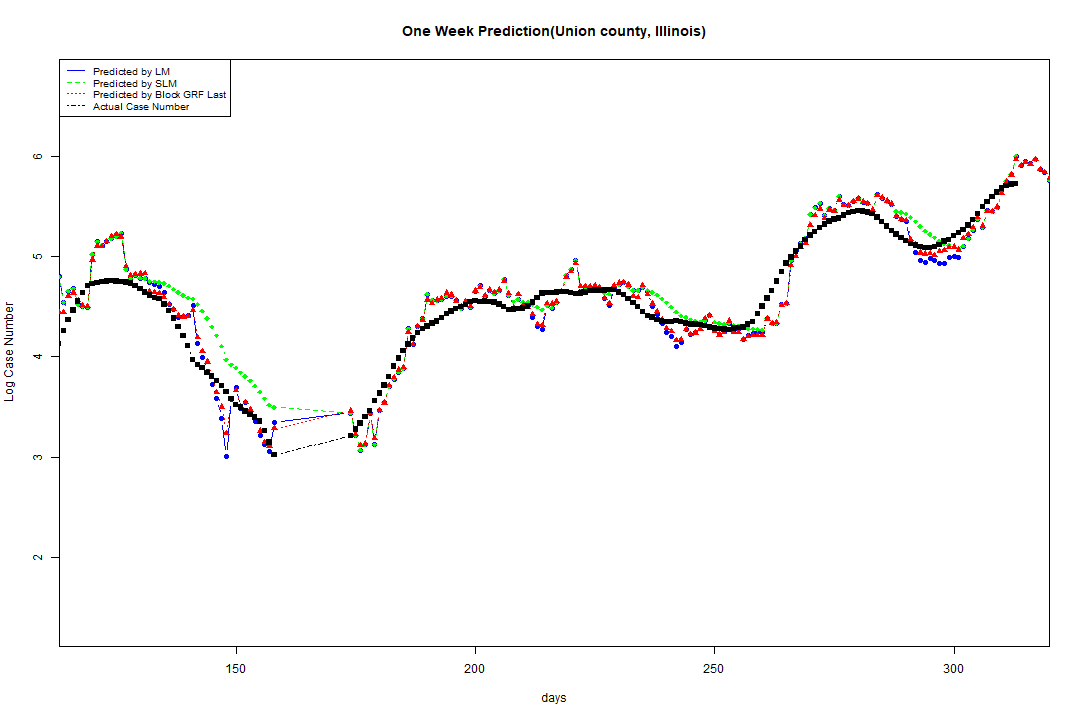 One Week Prediction(Union county, Illinois)
Predicted by LM
Predicted by SLM
Predicted by Block GRF Last
Actual Case Number
Log Case Number
6
5
4
3
2
150 200 250 300
days